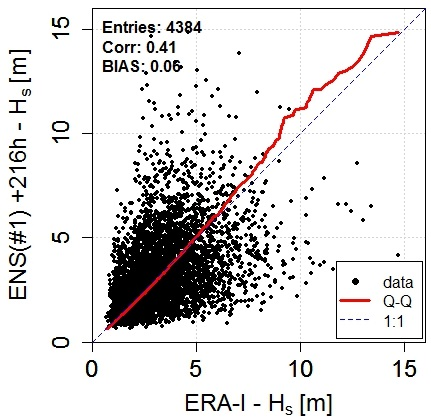 Entries: 4384
Corr: 0.41
BIAS: 0.06
15
10
5
0
ENS(#1) +216h - Hs [m]
data
Q-Q
1:1
0 5 10 15
ERA-I - Hs [m]